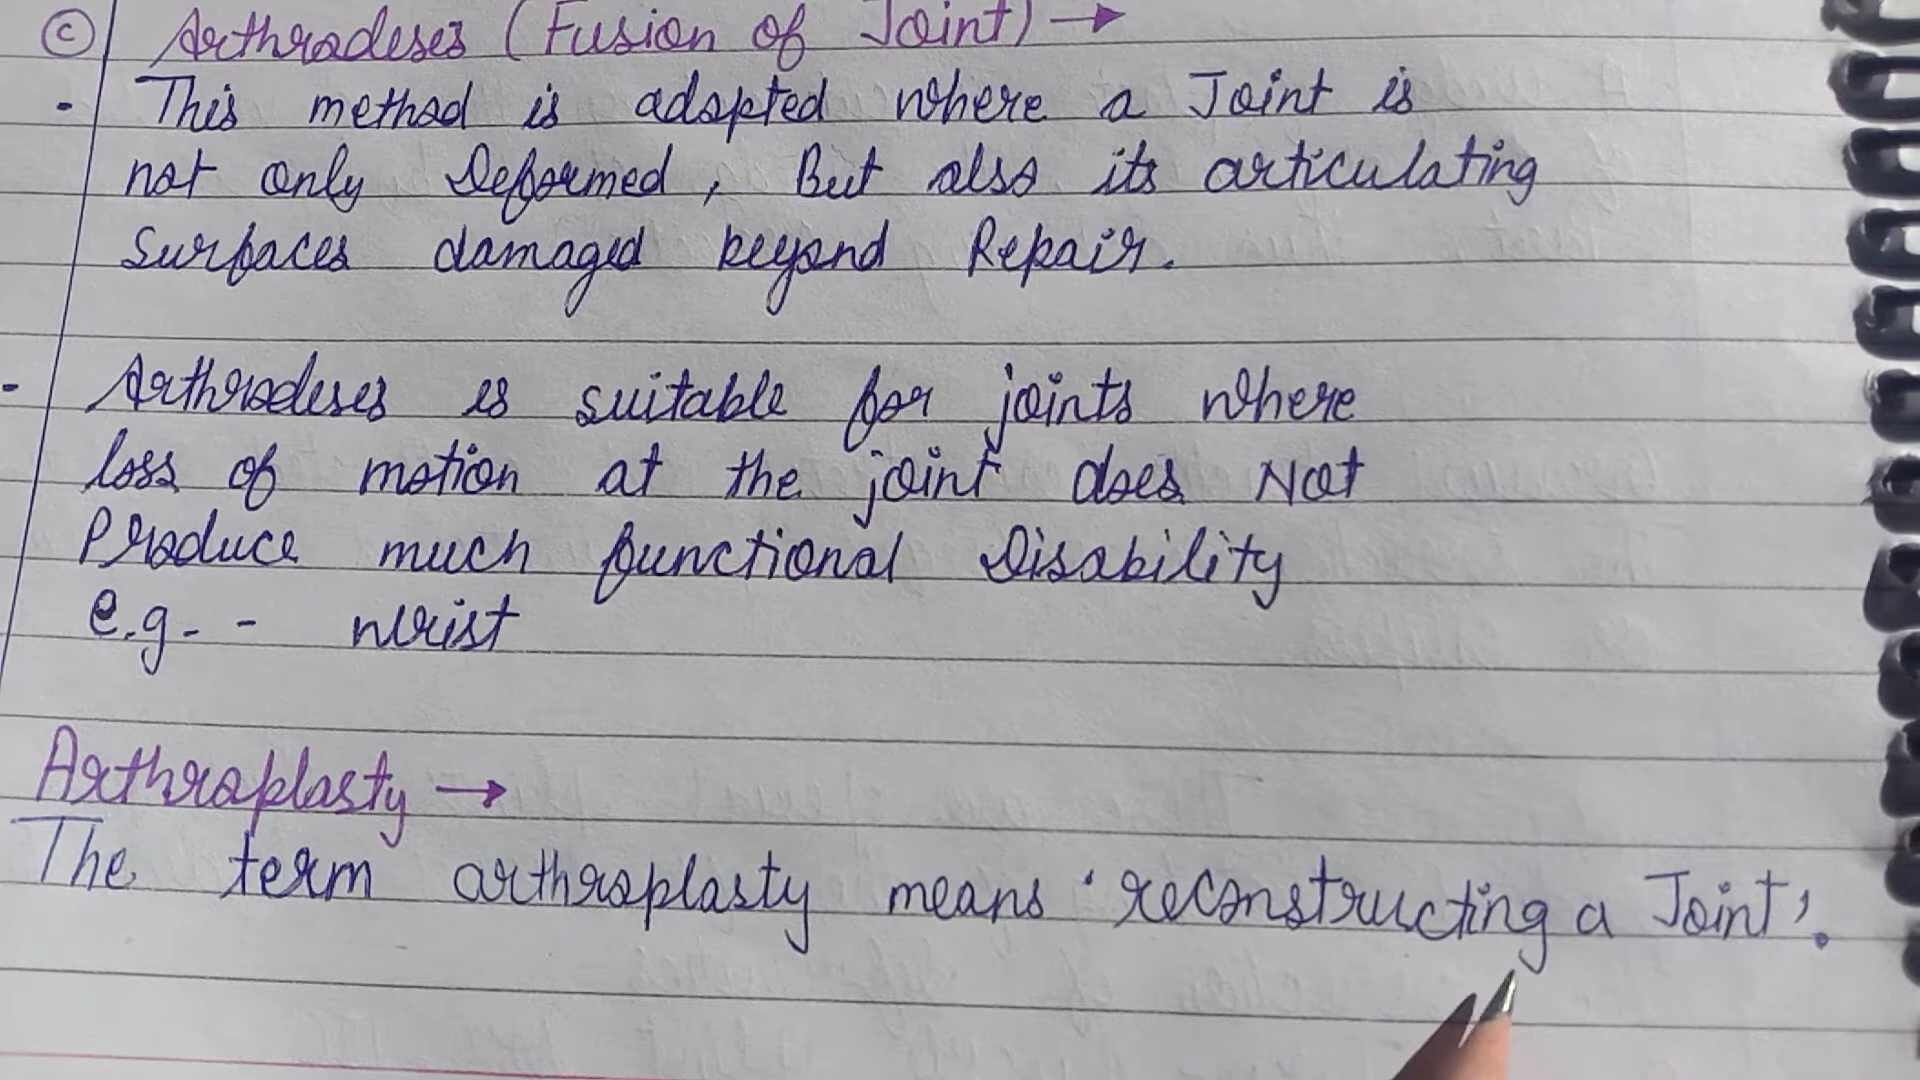 (c) Arthrodeses (Fusion of Joint) →
- This method is adopted where a Joint is
not only Deformed, But also its articulating
Surfaces damaged beyond Repair.
- Arthrodeses is suitable for joints where
loss of motion at the joint does Not
Produce much functional Disability
e.g. - wrist
Arthroplasty →
The term arthroplasty means 'reconstructing a Joint'.